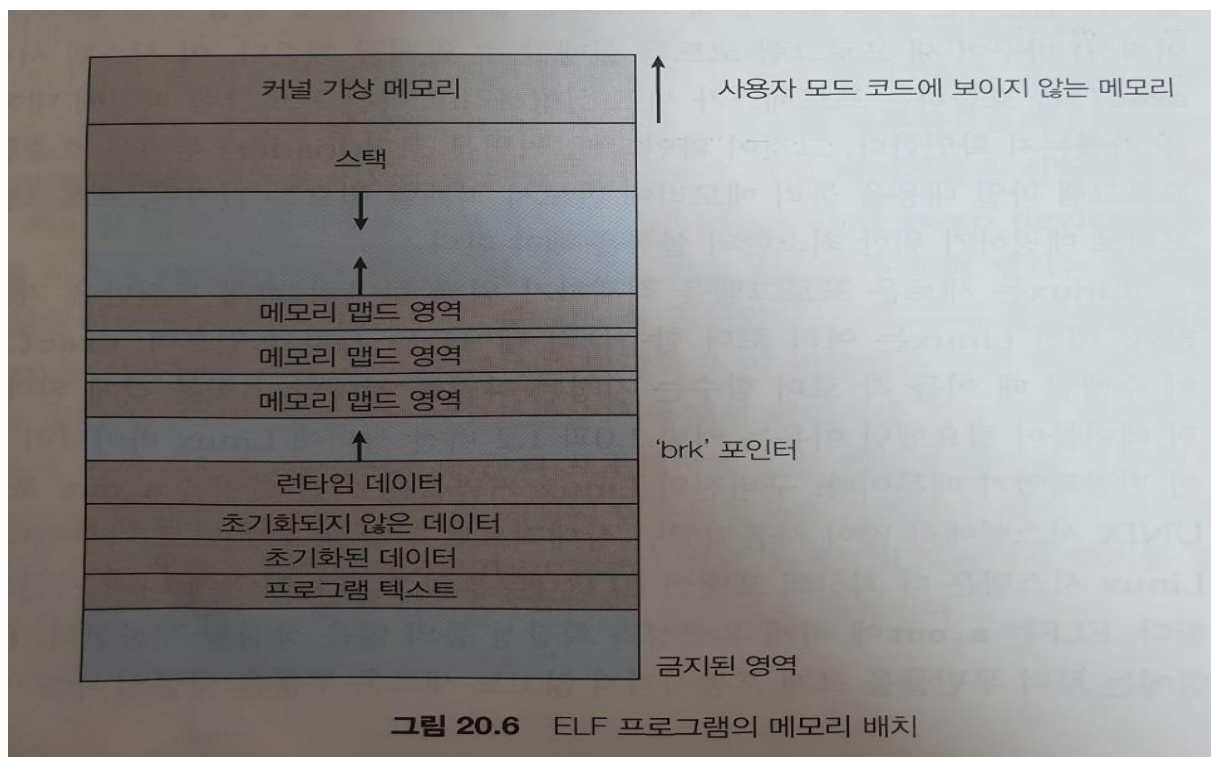 커널 가상 메모리
사용자 모드 코드에 보이지 않는 메모리
스택
메모리 맵드 영역
메모리 맵드 영역
메모리 맵드 영역
'brk' 포인터
런타임 데이터
초기화되지 않은 데이터
초기화된 데이터
프로그램 텍스트
금지된 영역
그림 20.6 ELF 프로그램의 메모리 배치